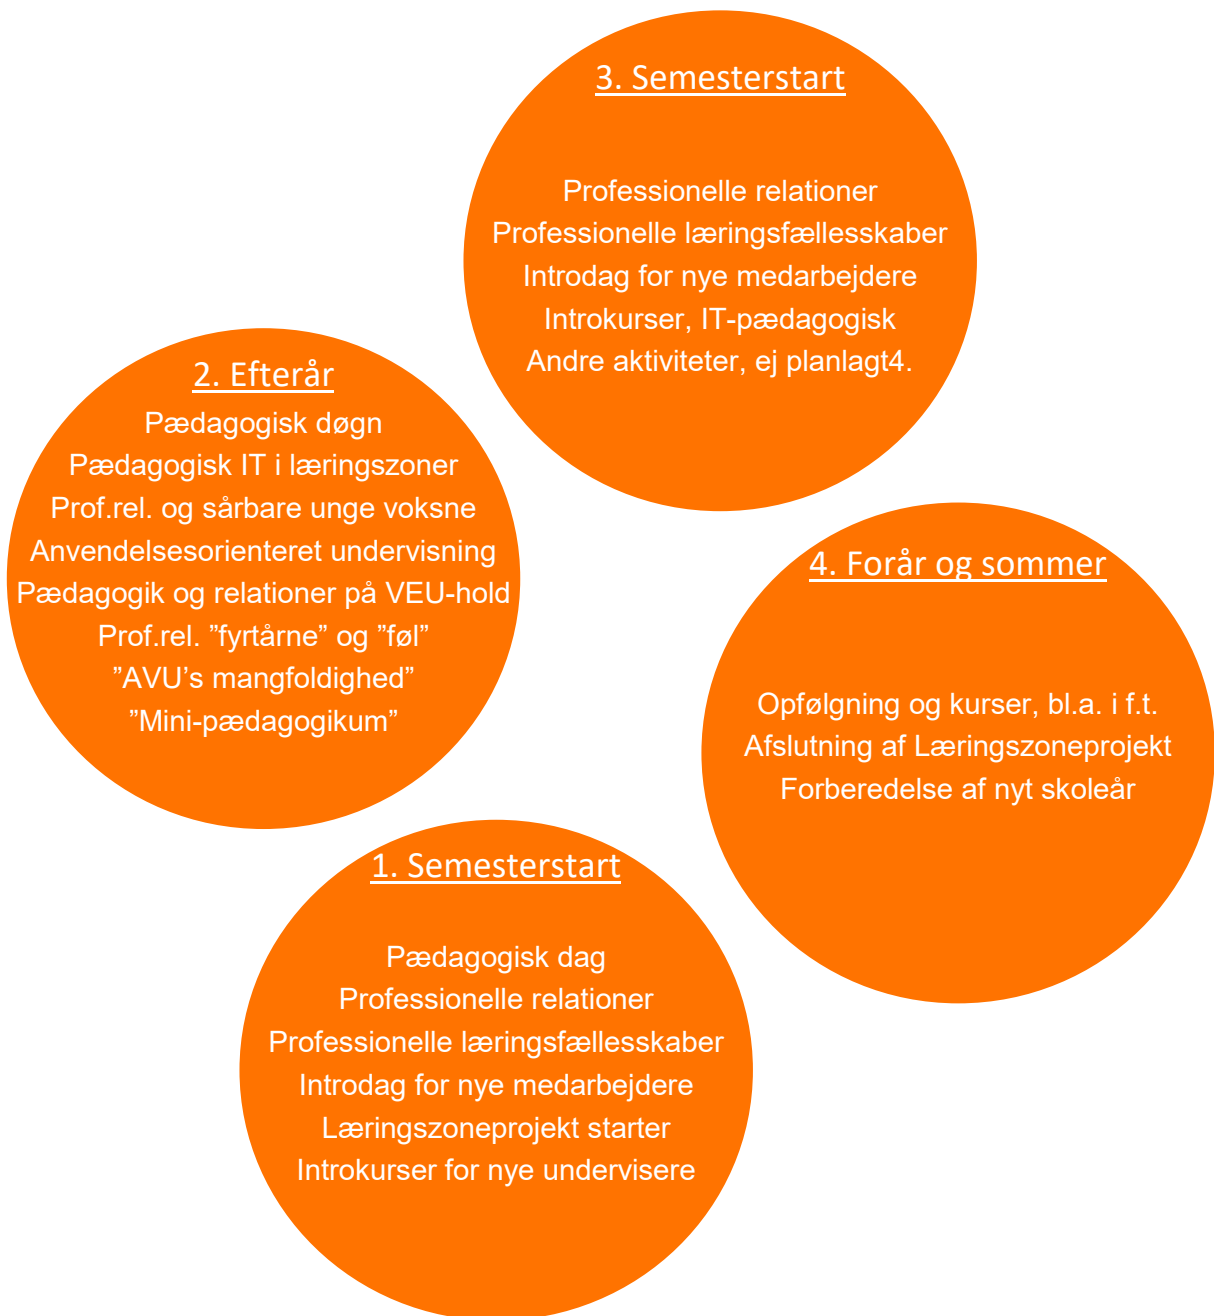 3. Semesterstart
Professionelle relationer
Professionelle læringsfællesskaber
Introdag for nye medarbejdere
Introkurser, IT-pædagogisk
Andre aktiviteter, ej planlagt4.
2. Efterår
Pædagogisk døgn
Pædagogisk IT i læringszoner
Prof.rel. og sårbare unge voksne
Anvendelsesorienteret undervisning
Pædagogik og relationer på VEU-hold
Prof.rel. ”fyrtårne” og ”føl”
”AVU’s mangfoldighed”
”Mini-pædagogikum”
4. Forår og sommer
Opfølgning og kurser, bl.a. i f.t.
Afslutning af Læringszoneprojekt
Forberedelse af nyt skoleår
1. Semesterstart
Pædagogisk dag
Professionelle relationer
Professionelle læringsfællesskaber
Introdag for nye medarbejdere
Læringszoneprojekt starter
Introkurser for nye undervisere